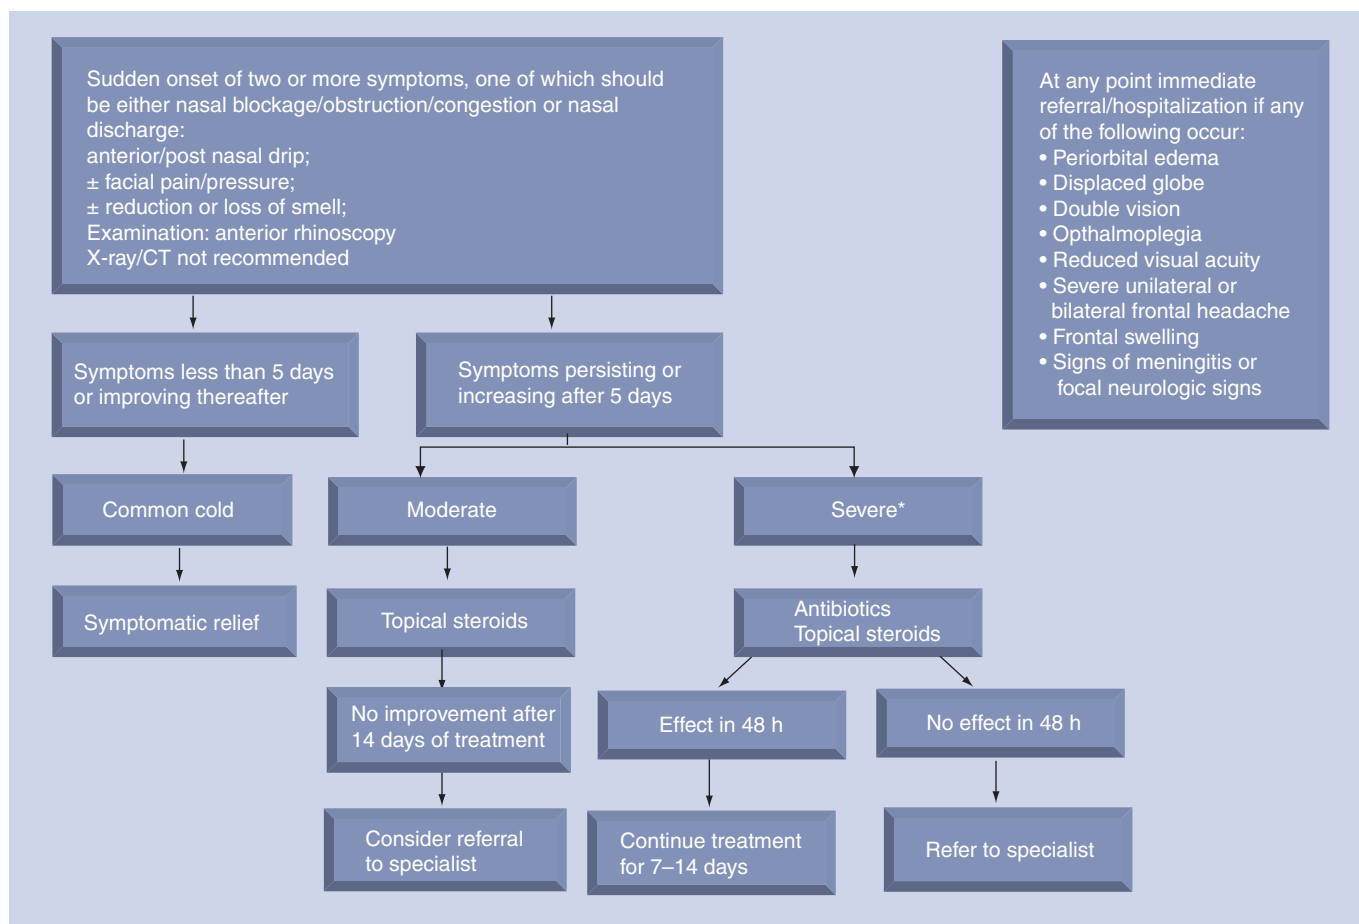 Sudden onset of two or more symptoms, one of which should
be either nasal blockage/obstruction/congestion or nasal
discharge:
anterior/post nasal drip;
± facial pain/pressure;
± reduction or loss of smell;
Examination: anterior rhinoscopy
X-ray/CT not recommended
At any point immediate
referral/hospitalization if any
of the following occur:
• Periorbital edema
• Displaced globe
• Double vision
• Opthalmoplegia
• Reduced visual acuity
• Severe unilateral or
bilateral frontal headache
• Frontal swelling
• Signs of meningitis or
focal neurologic signs
Symptoms less than 5 days
or improving thereafter
Symptoms persisting or
increasing after 5 days
Common cold
Moderate
Severe*
Symptomatic relief
Topical steroids
Antibiotics
Topical steroids
No improvement after
14 days of treatment
Effect in 48 h
No effect in 48 h
Consider referral
to specialist
Continue treatment
for 7–14 days
Refer to specialist